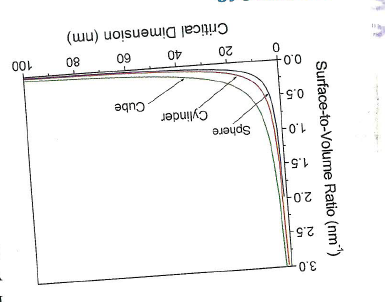 3.0
2.5
2.0
1.5
1.0
0.5
0.0
Surface-to-Volume Ratio (nm⁻¹)
Sphere
Cylinder
Cube
0 20 40 60 80 100
Critical Dimension (nm)